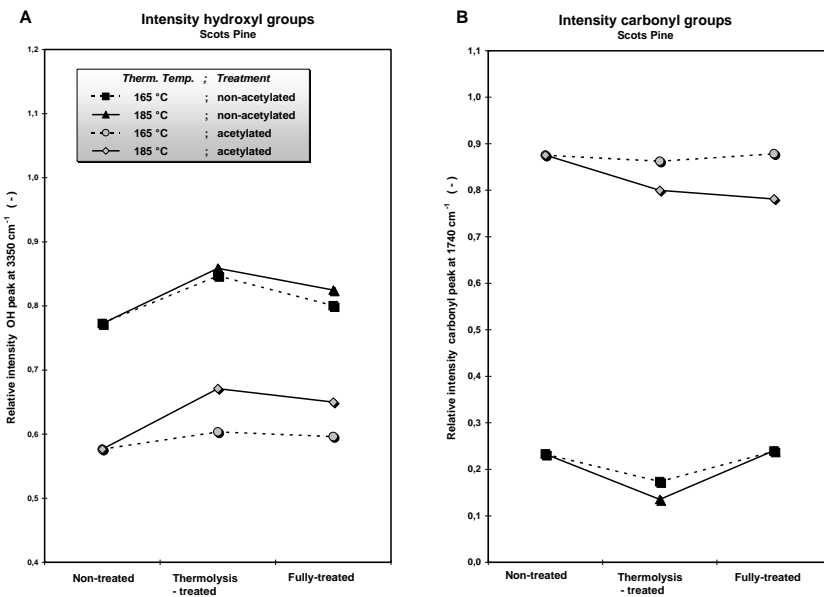 A
Intensity hydroxyl groups
Scots Pine
Relative intensity OH peak at 3350 cm⁻¹ (-)
1,2
1,1
1,0
0,9
0,8
0,7
0,6
0,5
0,4
Therm. Temp. ; Treatment
165 °C ; non-acetylated
185 °C ; non-acetylated
165 °C ; acetylated
185 °C ; acetylated
Non-treated
Thermolysis
- treated
Fully-treated
B
Intensity carbonyl groups
Scots Pine
Relative intensity carbonyl peak at 1740 cm⁻¹ (-)
1,1
1,0
0,9
0,8
0,7
0,6
0,5
0,4
0,3
0,2
0,1
0,0
Non-treated
Thermolysis
- treated
Fully-treated